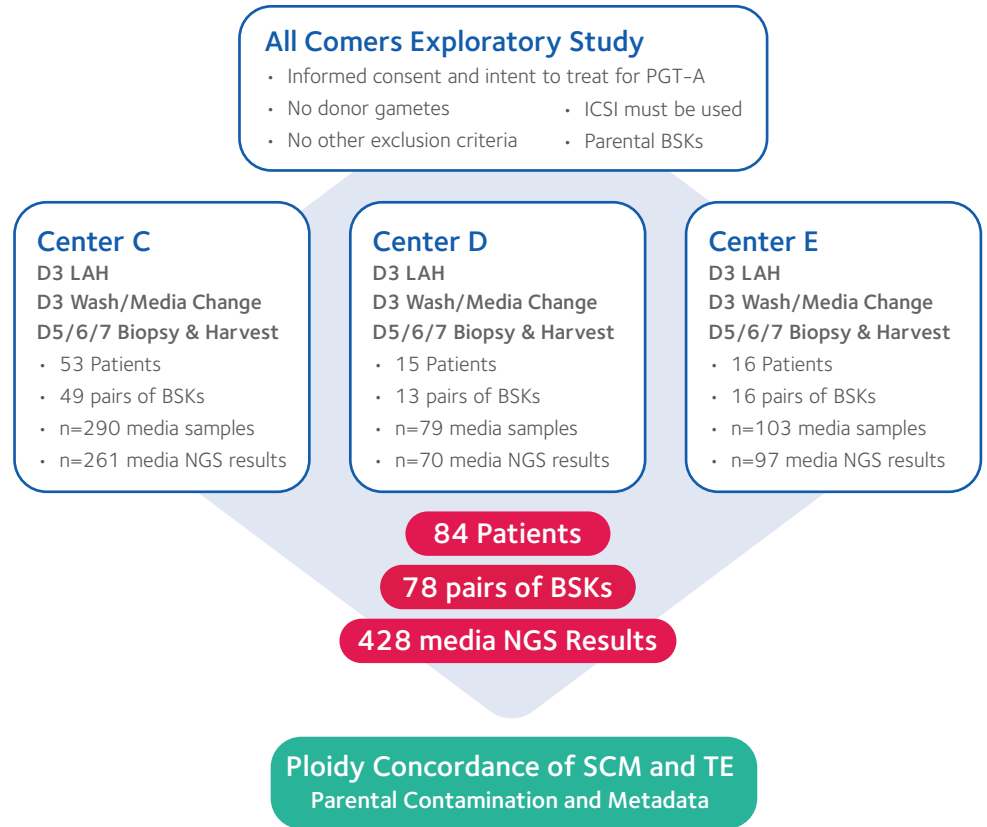 All Comers Exploratory Study
• Informed consent and intent to treat for PGT-A
• No donor gametes • ICSI must be used
• No other exclusion criteria • Parental BSKs
Center C
D3 LAH
D3 Wash/Media Change
D5/6/7 Biopsy & Harvest
• 53 Patients
• 49 pairs of BSKs
• n=290 media samples
• n=261 media NGS results
Center D
D3 LAH
D3 Wash/Media Change
D5/6/7 Biopsy & Harvest
• 15 Patients
• 13 pairs of BSKs
• n=79 media samples
• n=70 media NGS results
Center E
D3 LAH
D3 Wash/Media Change
D5/6/7 Biopsy & Harvest
• 16 Patients
• 16 pairs of BSKs
• n=103 media samples
• n=97 media NGS results
84 Patients
78 pairs of BSKs
428 media NGS Results
Ploidy Concordance of SCM and TE
Parental Contamination and Metadata